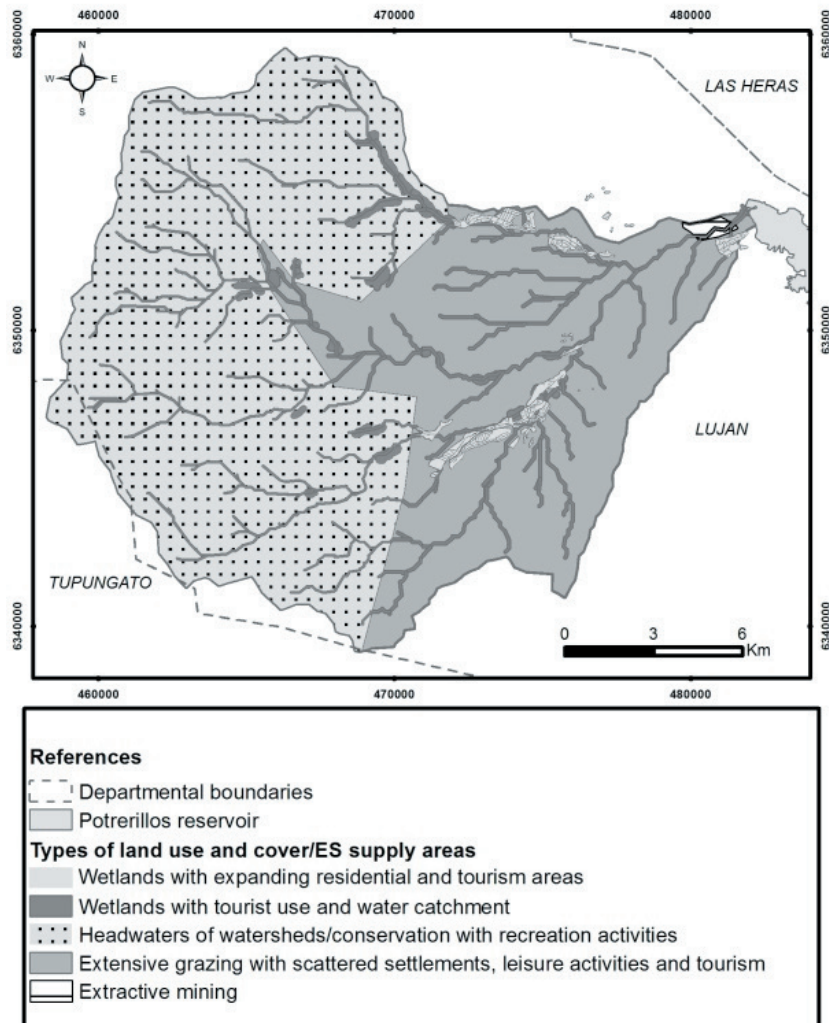 460000 470000 480000
6360000 6360000
N
W E
S
LAS HERAS
6350000 6350000
LUJAN
TUPUNGATO
6340000 6340000
0 3 6
Km
460000 470000 480000
References
Departmental boundaries
Potrerillos reservoir
Types of land use and cover/ES supply areas
Wetlands with expanding residential and tourism areas
Wetlands with tourist use and water catchment
Headwaters of watersheds/conservation with recreation activities
Extensive grazing with scattered settlements, leisure activities and tourism
Extractive mining